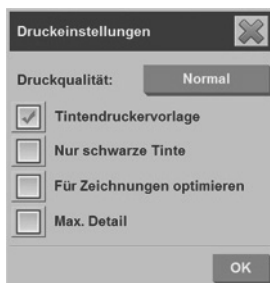 Druckeinstellungen
Druckqualität: Normal
Tintendruckervorlage
Nur schwarze Tinte
Für Zeichnungen optimieren
Max. Detail
OK